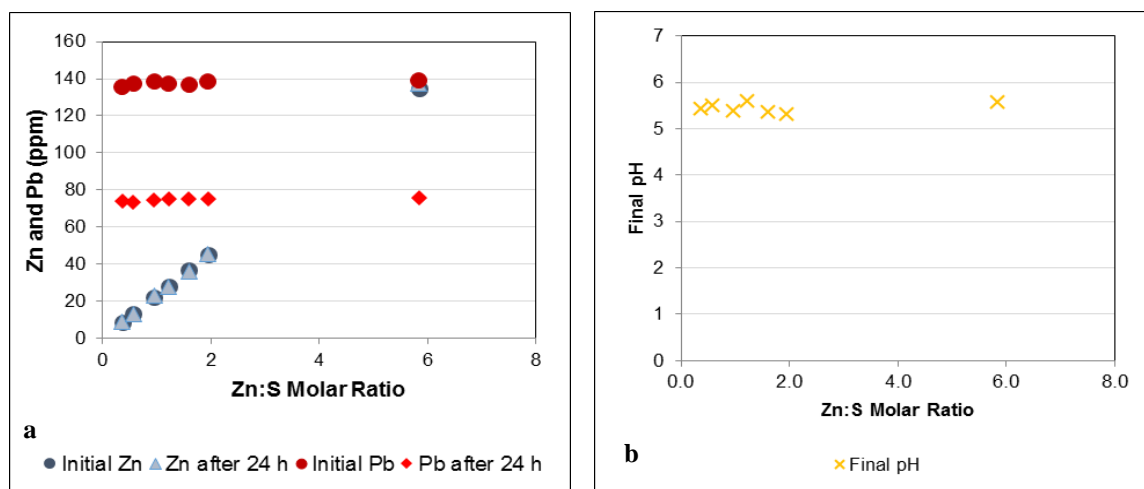 160
140
120
100
80
60
40
20
0
Zn and Pb (ppm)
0 2 4 6 8
Zn:S Molar Ratio
a
Initial Zn Zn after 24 h Initial Pb Pb after 24 h
7
6
5
4
3
2
1
0
Final pH
0.0 2.0 4.0 6.0 8.0
Zn:S Molar Ratio
b
Final pH